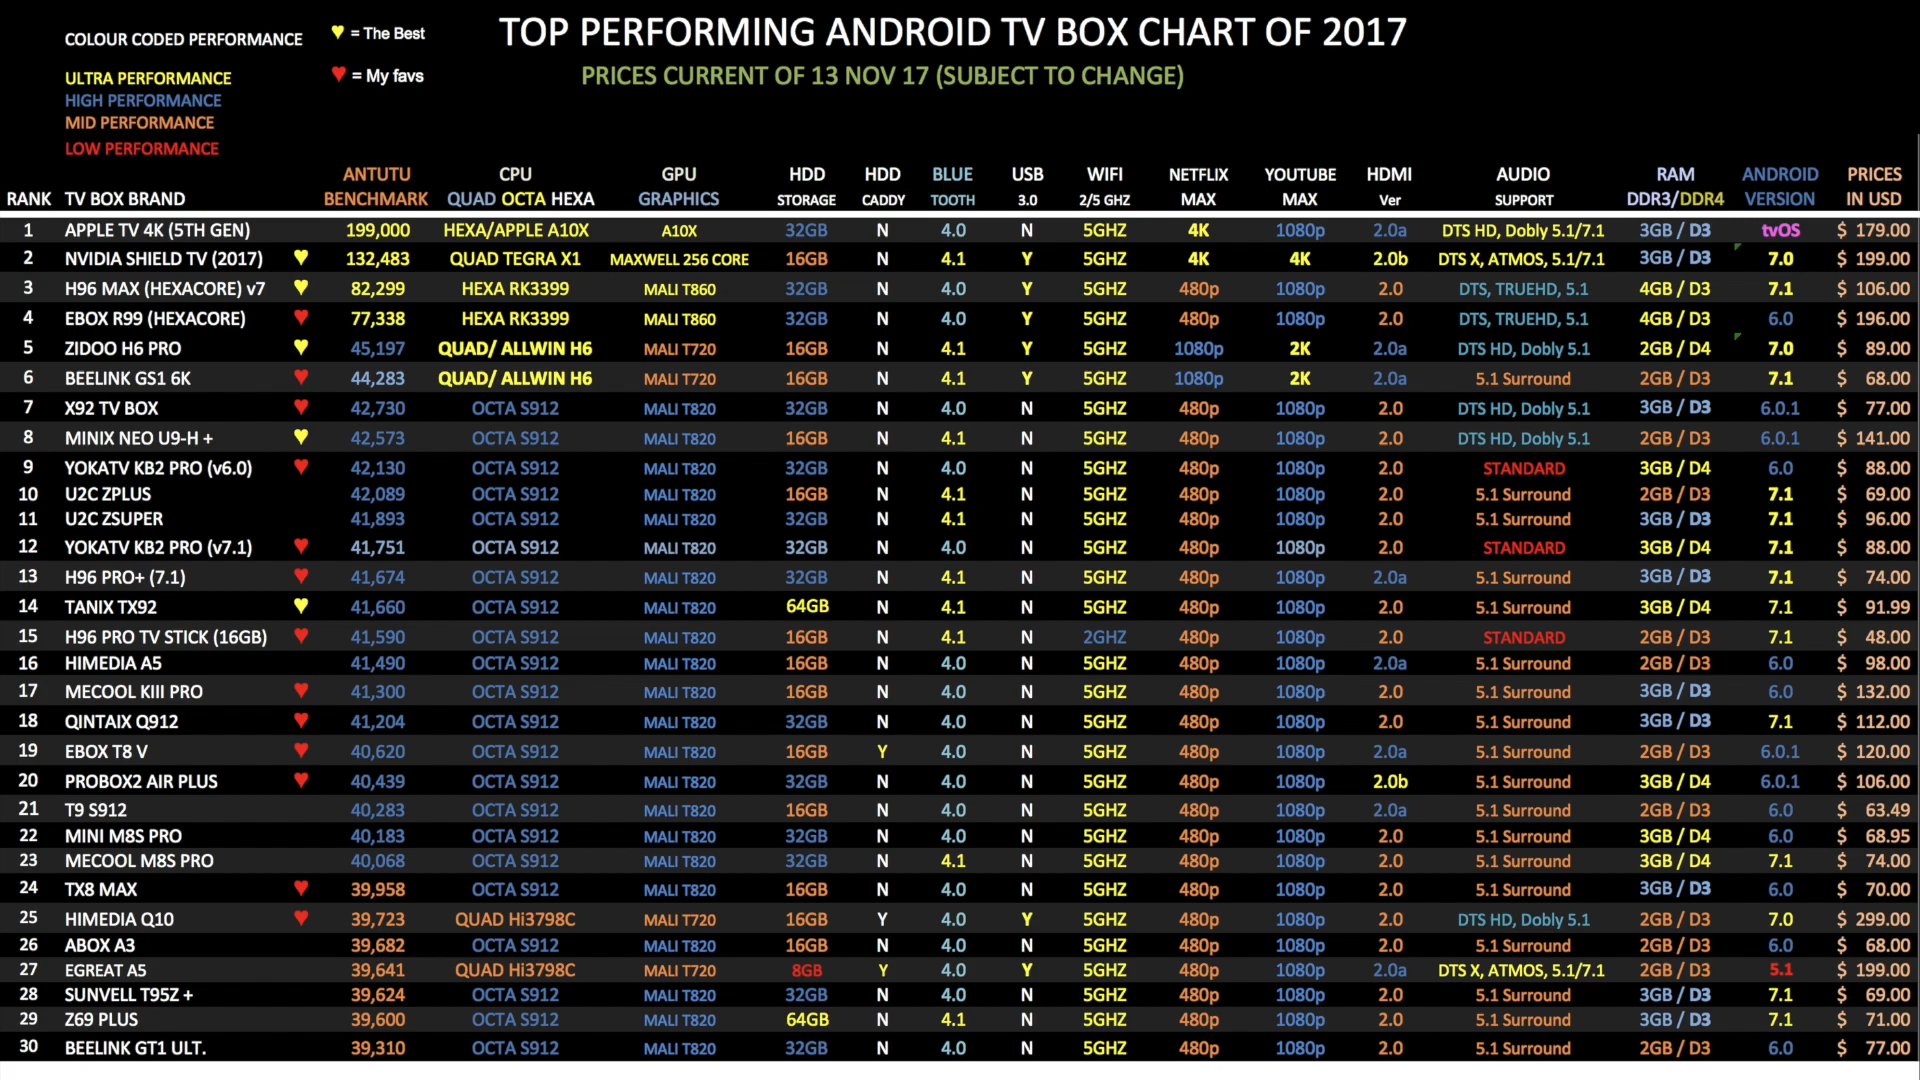 TOP PERFORMING ANDROID TV BOX CHART OF 2017
COLOUR CODED PERFORMANCE ♥ = The Best
ULTRA PERFORMANCE ♥ = My favs PRICES CURRENT OF 13 NOV 17 (SUBJECT TO CHANGE)
HIGH PERFORMANCE
MID PERFORMANCE
LOW PERFORMANCE
ANTUTU CPU GPU HDD HDD BLUE USB WIFI NETFLIX YOUTUBE HDMI AUDIO RAM ANDROID PRICES
RANK TV BOX BRAND BENCHMARK QUAD OCTA HEXA GRAPHICS STORAGE CADDY TOOTH 3.0 2/5 GHZ MAX MAX Ver SUPPORT DDR3/DDR4 VERSION IN USD
1 APPLE TV 4K (5TH GEN) 199,000 HEXA/APPLE A10X A10X 32GB N 4.0 N 5GHZ 4K 1080p 2.0a DTS HD, Dobly 5.1/7.1 3GB / D3 tvOS $ 179.00
2 NVIDIA SHIELD TV (2017) ♥ 132,483 QUAD TEGRA X1 MAXWELL 256 CORE 16GB N 4.1 Y 5GHZ 4K 4K 2.0b DTS X, ATMOS, 5.1/7.1 3GB / D3 7.0 $ 199.00
3 H96 MAX (HEXACORE) v7 ♥ 82,299 HEXA RK3399 MALI T860 32GB N 4.0 Y 5GHZ 480p 1080p 2.0 DTS, TRUEHD, 5.1 4GB / D3 7.1 $ 106.00
4 EBOX R99 (HEXACORE) ♥ 77,338 HEXA RK3399 MALI T860 32GB N 4.0 Y 5GHZ 480p 1080p 2.0 DTS, TRUEHD, 5.1 4GB / D3 6.0 $ 196.00
5 ZIDOO H6 PRO ♥ 45,197 QUAD/ ALLWIN H6 MALI T720 16GB N 4.1 Y 5GHZ 1080p 2K 2.0a DTS HD, Dobly 5.1 2GB / D4 7.0 $ 89.00
6 BEELINK GS1 6K ♥ 44,283 QUAD/ ALLWIN H6 MALI T720 16GB N 4.1 Y 5GHZ 1080p 2K 2.0a 5.1 Surround 2GB / D3 7.1 $ 68.00
7 X92 TV BOX ♥ 42,730 OCTA S912 MALI T820 32GB N 4.0 N 5GHZ 480p 1080p 2.0 DTS HD, Dobly 5.1 3GB / D3 6.0.1 $ 77.00
8 MINIX NEO U9-H + ♥ 42,573 OCTA S912 MALI T820 16GB N 4.1 N 5GHZ 480p 1080p 2.0 DTS HD, Dobly 5.1 2GB / D3 6.0.1 $ 141.00
9 YOKATV KB2 PRO (v6.0) ♥ 42,130 OCTA S912 MALI T820 32GB N 4.0 N 5GHZ 480p 1080p 2.0 STANDARD 3GB / D4 6.0 $ 88.00
10 U2C ZPLUS 42,089 OCTA S912 MALI T820 16GB N 4.1 N 5GHZ 480p 1080p 2.0 5.1 Surround 2GB / D3 7.1 $ 69.00
11 U2C ZSUPER 41,893 OCTA S912 MALI T820 32GB N 4.1 N 5GHZ 480p 1080p 2.0 5.1 Surround 3GB / D3 7.1 $ 96.00
12 YOKATV KB2 PRO (v7.1) ♥ 41,751 OCTA S912 MALI T820 32GB N 4.0 N 5GHZ 480p 1080p 2.0 STANDARD 3GB / D4 7.1 $ 88.00
13 H96 PRO+ (7.1) ♥ 41,674 OCTA S912 MALI T820 32GB N 4.1 N 5GHZ 480p 1080p 2.0a 5.1 Surround 3GB / D3 7.1 $ 74.00
14 TANIX TX92 ♥ 41,660 OCTA S912 MALI T820 64GB N 4.1 N 5GHZ 480p 1080p 2.0 5.1 Surround 3GB / D4 7.1 $ 91.99
15 H96 PRO TV STICK (16GB) ♥ 41,590 OCTA S912 MALI T820 16GB N 4.1 N 2GHZ 480p 1080p 2.0 STANDARD 2GB / D3 7.1 $ 48.00
16 HIMEDIA A5 41,490 OCTA S912 MALI T820 16GB N 4.0 N 5GHZ 480p 1080p 2.0a 5.1 Surround 2GB / D3 6.0 $ 98.00
17 MECOOL KIII PRO ♥ 41,300 OCTA S912 MALI T820 16GB N 4.0 N 5GHZ 480p 1080p 2.0 5.1 Surround 3GB / D3 6.0 $ 132.00
18 QINTAIX Q912 ♥ 41,204 OCTA S912 MALI T820 32GB N 4.0 N 5GHZ 480p 1080p 2.0 5.1 Surround 3GB / D3 7.1 $ 112.00
19 EBOX T8 V ♥ 40,620 OCTA S912 MALI T820 16GB Y 4.0 N 5GHZ 480p 1080p 2.0a 5.1 Surround 2GB / D3 6.0.1 $ 120.00
20 PROBOX2 AIR PLUS ♥ 40,439 OCTA S912 MALI T820 32GB N 4.0 N 5GHZ 480p 1080p 2.0b 5.1 Surround 3GB / D4 6.0.1 $ 106.00
21 T9 S912 40,283 OCTA S912 MALI T820 16GB N 4.0 N 5GHZ 480p 1080p 2.0a 5.1 Surround 2GB / D3 6.0 $ 63.49
22 MINI M8S PRO 40,183 OCTA S912 MALI T820 32GB N 4.0 N 5GHZ 480p 1080p 2.0 5.1 Surround 3GB / D4 6.0 $ 68.95
23 MECOOL M8S PRO 40,068 OCTA S912 MALI T820 32GB N 4.1 N 5GHZ 480p 1080p 2.0 5.1 Surround 3GB / D4 7.1 $ 74.00
24 TX8 MAX ♥ 39,958 OCTA S912 MALI T820 16GB N 4.0 N 5GHZ 480p 1080p 2.0 5.1 Surround 3GB / D3 6.0 $ 70.00
25 HIMEDIA Q10 ♥ 39,723 QUAD Hi3798C MALI T720 16GB Y 4.0 Y 5GHZ 480p 1080p 2.0 DTS HD, Dobly 5.1 2GB / D3 7.0 $ 299.00
26 ABOX A3 39,682 OCTA S912 MALI T820 16GB N 4.0 N 5GHZ 480p 1080p 2.0 5.1 Surround 2GB / D3 6.0 $ 68.00
27 EGREAT A5 39,641 QUAD Hi3798C MALI T720 8GB Y 4.0 Y 5GHZ 480p 1080p 2.0a DTS X, ATMOS, 5.1/7.1 2GB / D3 5.1 $ 199.00
28 SUNVELL T95Z + 39,624 OCTA S912 MALI T820 32GB N 4.0 N 5GHZ 480p 1080p 2.0 5.1 Surround 3GB / D3 7.1 $ 69.00
29 Z69 PLUS 39,600 OCTA S912 MALI T820 64GB N 4.1 N 5GHZ 480p 1080p 2.0 5.1 Surround 3GB / D3 7.1 $ 71.00
30 BEELINK GT1 ULT. 39,310 OCTA S912 MALI T820 32GB N 4.0 N 5GHZ 480p 1080p 2.0 5.1 Surround 2GB / D3 6.0 $ 77.00